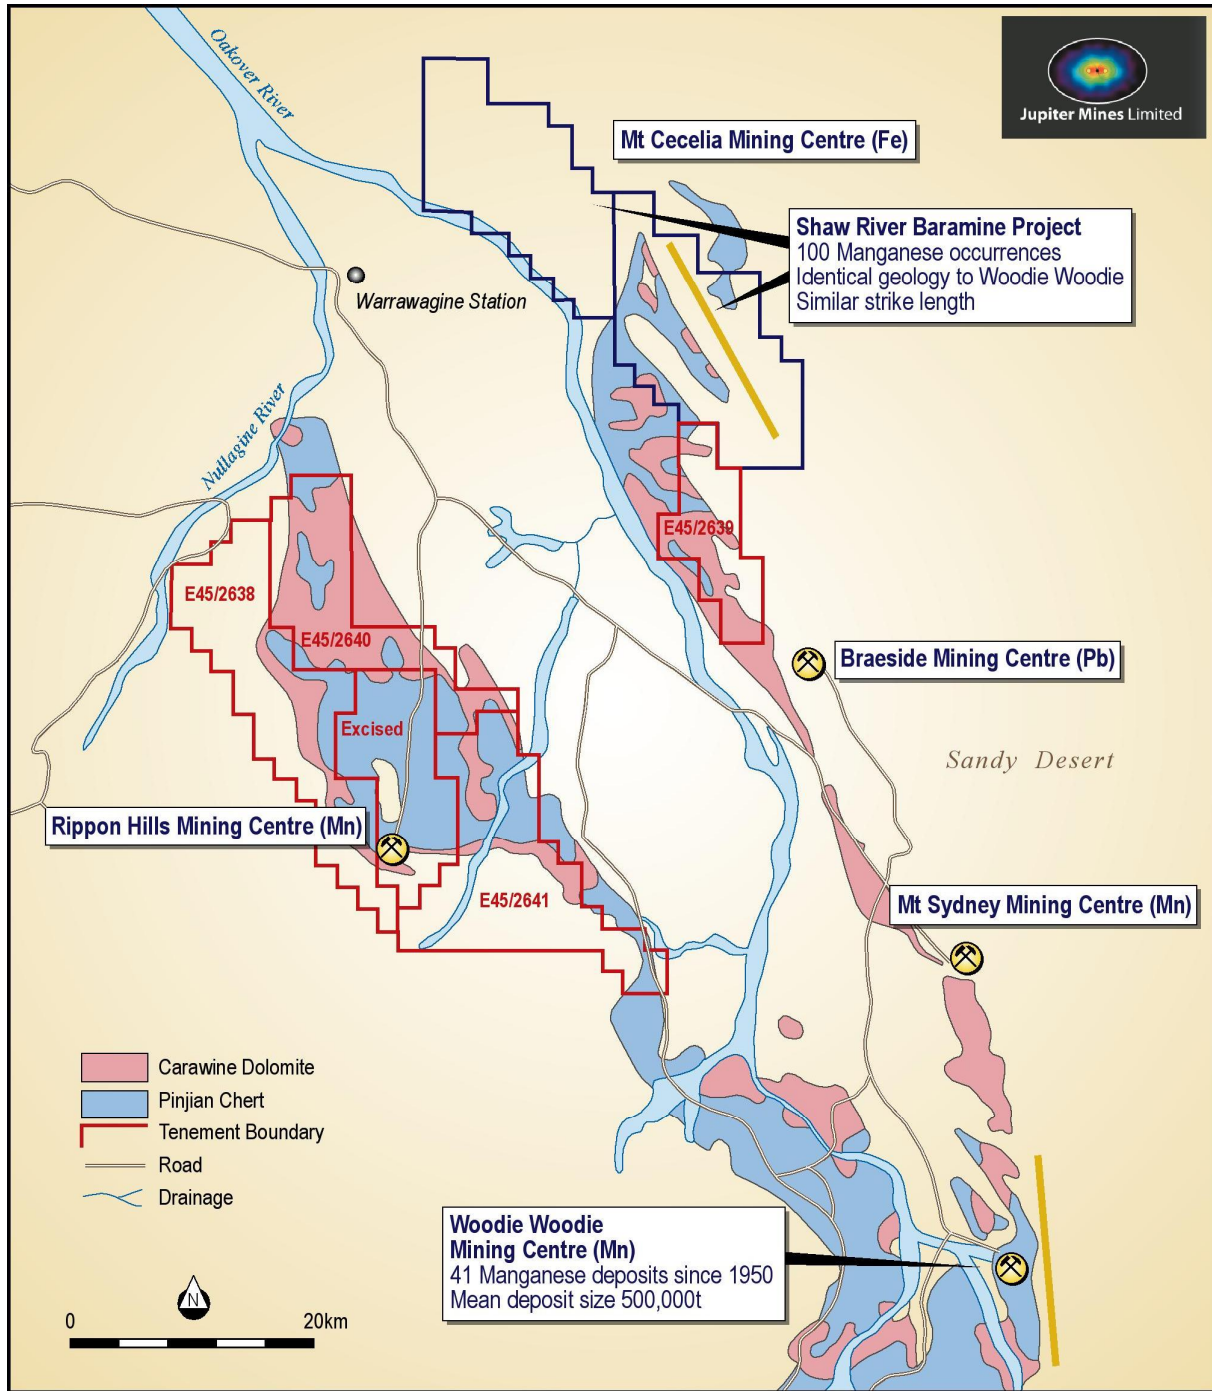 Oakover River
Jupiter Mines Limited
Mt Cecelia Mining Centre (Fe)
Shaw River Baramine Project
100 Manganese occurrences
Identical geology to Woodie Woodie
Similar strike length
Warrawagine Station
Nullagine River
E45/2639
E45/2638
E45/2640
Braeside Mining Centre (Pb)
Excised
Sandy Desert
Rippon Hills Mining Centre (Mn)
E45/2641
Mt Sydney Mining Centre (Mn)
Carawine Dolomite
Pinjian Chert
Tenement Boundary
Road
Drainage
Woodie Woodie
Mining Centre (Mn)
41 Manganese deposits since 1950
Mean deposit size 500,000t
N
0 20km